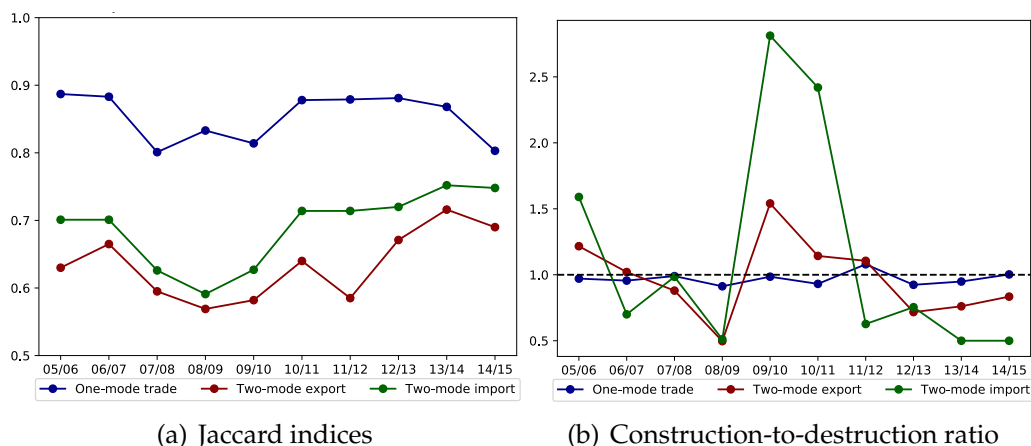 1.0
0.9
0.8
0.7
0.6
0.5
05/06 06/07 07/08 08/09 09/10 10/11 11/12 12/13 13/14 14/15
One-mode trade Two-mode export Two-mode import
(a) Jaccard indices
2.5
2.0
1.5
1.0
0.5
05/06 06/07 07/08 08/09 09/10 10/11 11/12 12/13 13/14 14/15
One-mode trade Two-mode export Two-mode import
(b) Construction-to-destruction ratio